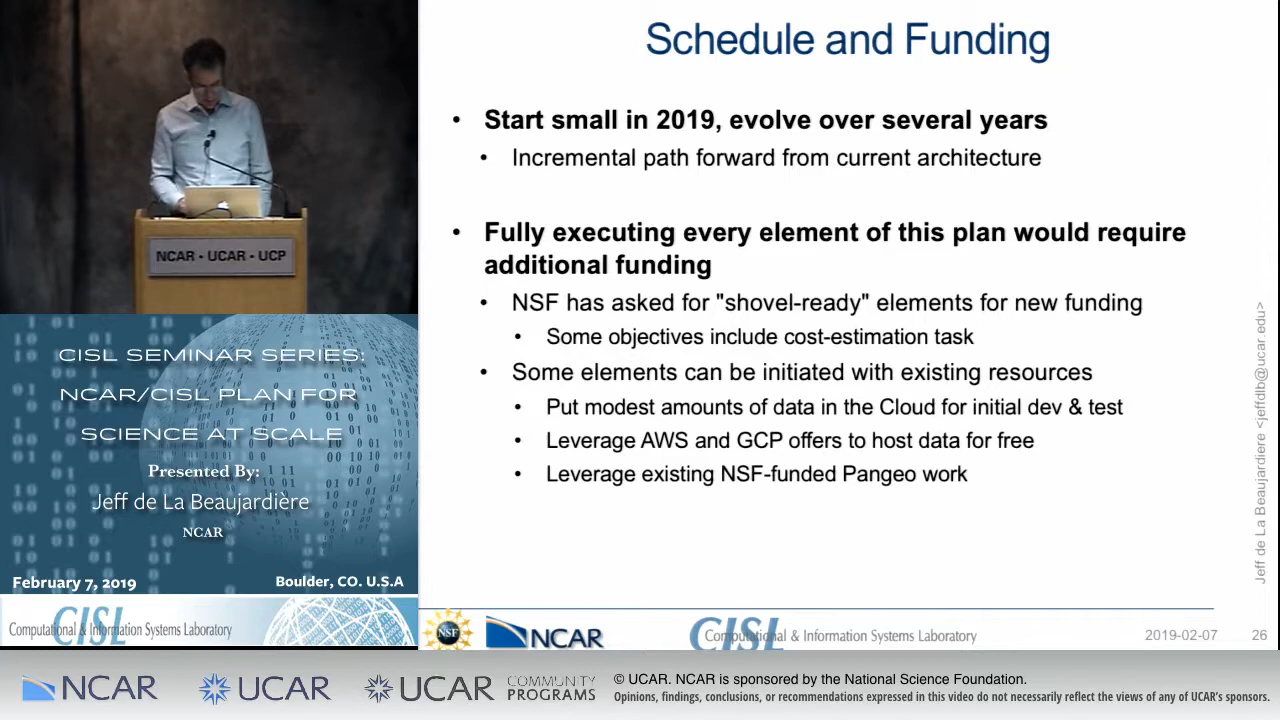 NCAR • UCAR • UCP
CISL SEMINAR SERIES:
NCAR/CISL PLAN FOR
SCIENCE AT SCALE
Presented By:
Jeff de La Beaujardière
NCAR
February 7, 2019
Boulder, CO. U.S.A
CISL
Computational & Information Systems Laboratory
Schedule and Funding
• Start small in 2019, evolve over several years
• Incremental path forward from current architecture
• Fully executing every element of this plan would require
additional funding
• NSF has asked for "shovel-ready" elements for new funding
• Some objectives include cost-estimation task
• Some elements can be initiated with existing resources
• Put modest amounts of data in the Cloud for initial dev & test
• Leverage AWS and GCP offers to host data for free
• Leverage existing NSF-funded Pangeo work
Jeff de La Beaujardiere <jeffdlb@ucar.edu>
NSF
NCAR
CISL
Computational & Information Systems Laboratory
2019-02-07
26
NCAR
UCAR
UCAR
COMMUNITY
PROGRAMS
© UCAR. NCAR is sponsored by the National Science Foundation.
Opinions, findings, conclusions, or recommendations expressed in this video do not necessarily reflect the views of any of UCAR's sponsors.